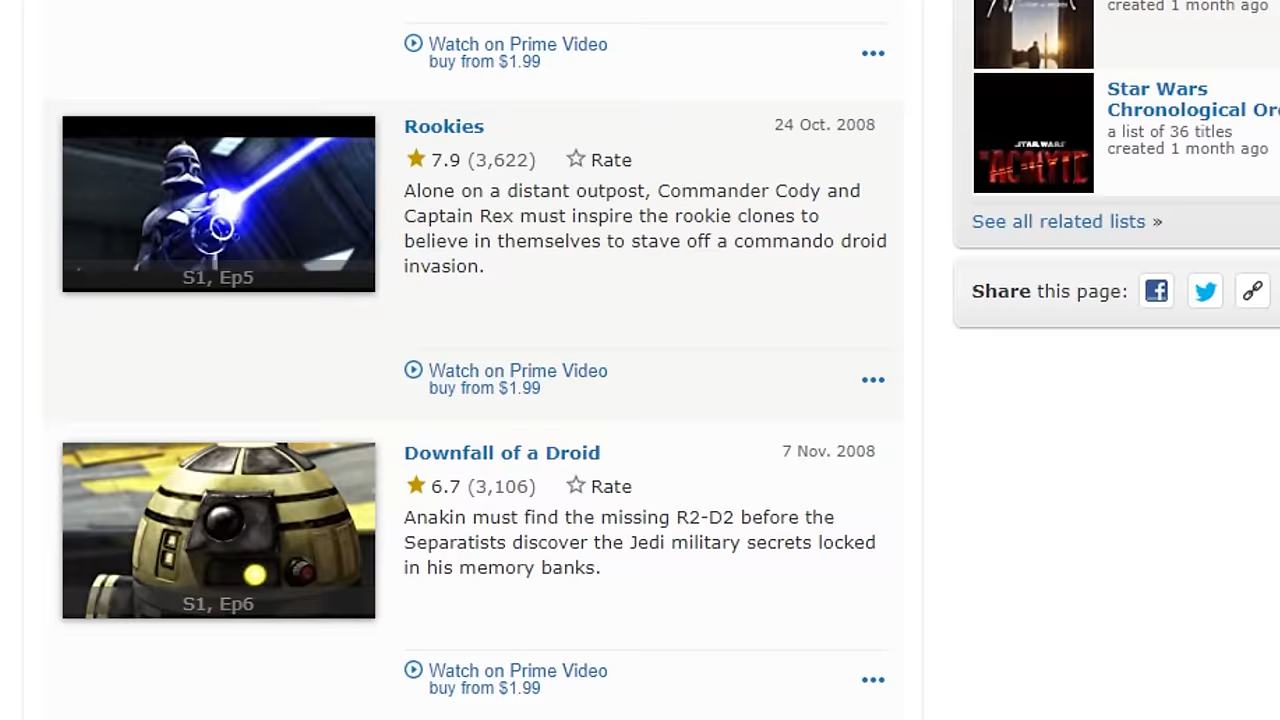 Watch on Prime Video
buy from $1.99
Rookies
24 Oct. 2008
7.9 (3,622)
Rate
Alone on a distant outpost, Commander Cody and
Captain Rex must inspire the rookie clones to
believe in themselves to stave off a commando droid
invasion.
S1, Ep5
Watch on Prime Video
buy from $1.99
Downfall of a Droid
7 Nov. 2008
6.7 (3,106)
Rate
Anakin must find the missing R2-D2 before the
Separatists discover the Jedi military secrets locked
in his memory banks.
S1, Ep6
Watch on Prime Video
buy from $1.99
created 1 month ago
Star Wars
Chronological Or
a list of 36 titles
created 1 month ago
STAR WARS
ACOLYTE
See all related lists »
Share this page: